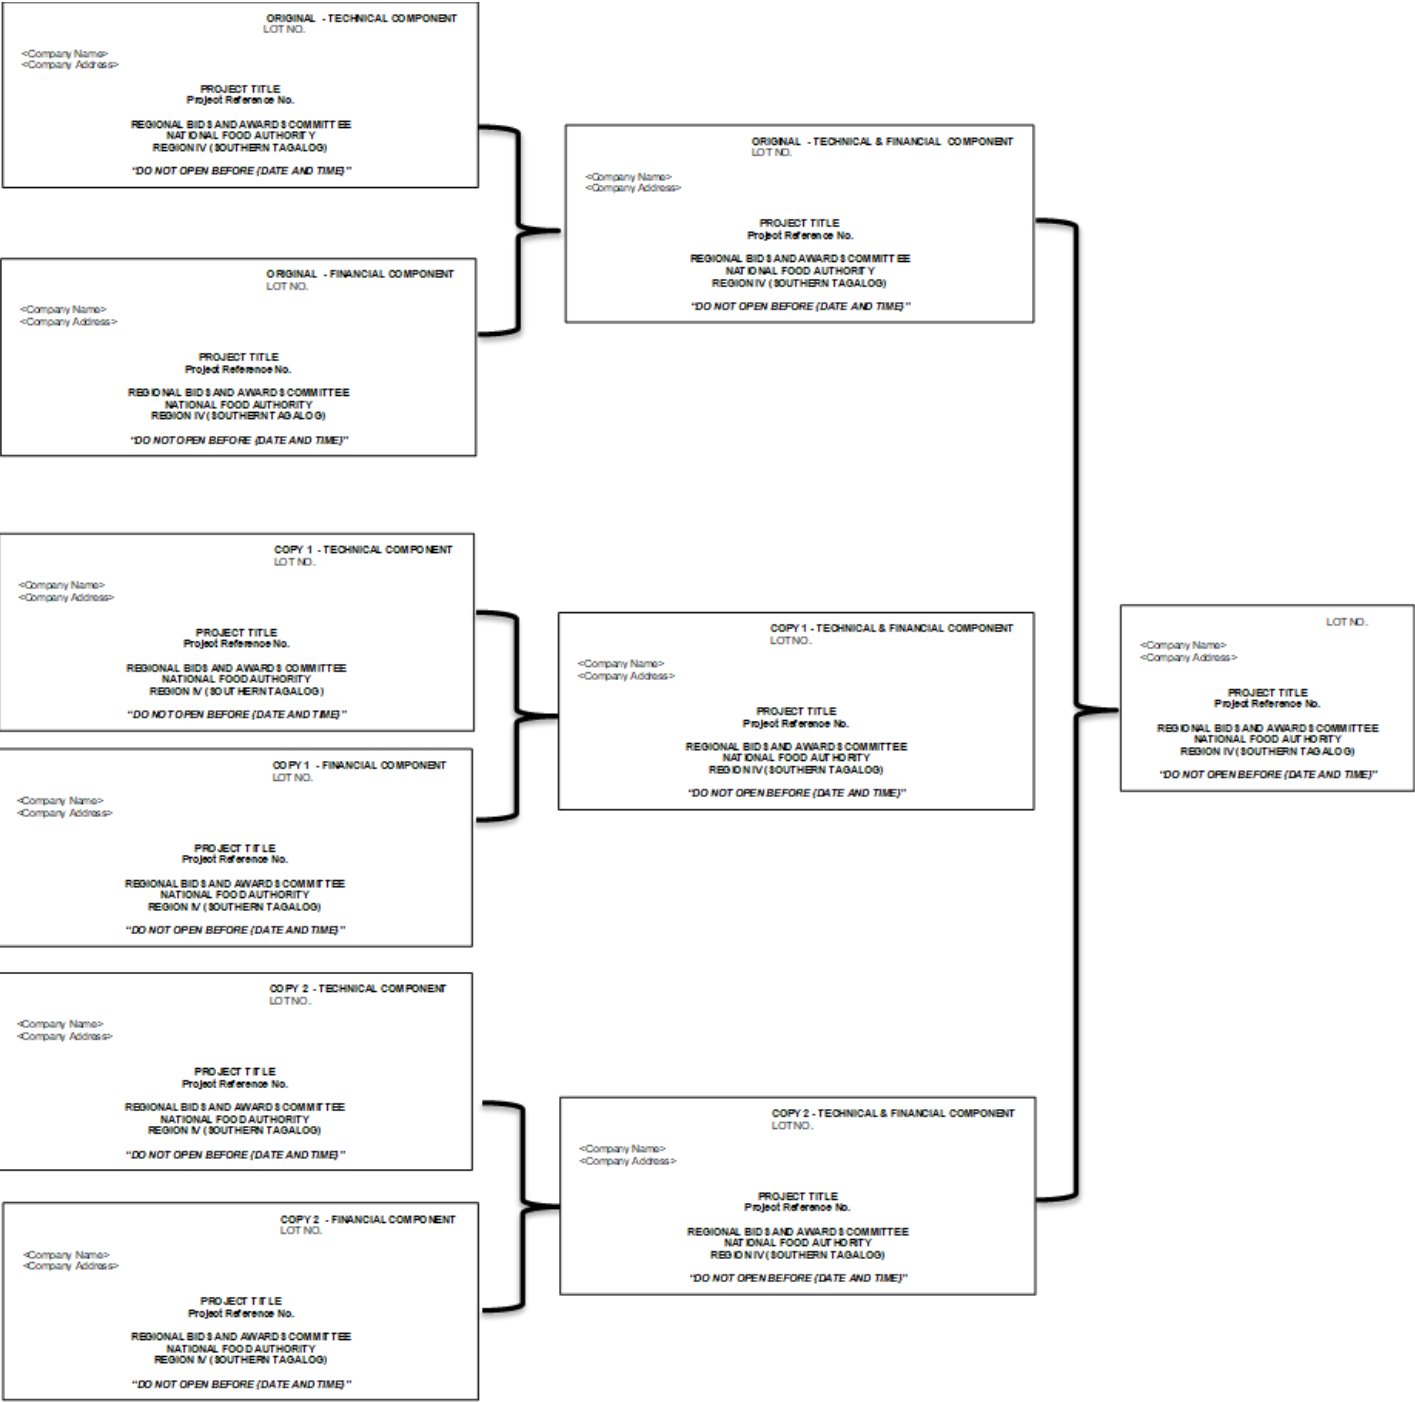 ORIGINAL - TECHNICAL COMPONENT
LOT NO.
<Company Name>
<Company Address>
PROJECT TITLE
Project Reference No.
REGIONAL BIDS AND AWARDS COMMITTEE
NATIONAL FOOD AUTHORITY
REGION IV (SOUTHERN TAGALOG)
"DO NOT OPEN BEFORE {DATE AND TIME}"
ORIGINAL - FINANCIAL COMPONENT
LOT NO.
<Company Name>
<Company Address>
PROJECT TITLE
Project Reference No.
REGIONAL BIDS AND AWARDS COMMITTEE
NATIONAL FOOD AUTHORITY
REGION IV (SOUTHERN TAGALOG)
"DO NOT OPEN BEFORE {DATE AND TIME}"
ORIGINAL - TECHNICAL & FINANCIAL COMPONENT
LOT NO.
<Company Name>
<Company Address>
PROJECT TITLE
Project Reference No.
REGIONAL BIDS AND AWARDS COMMITTEE
NATIONAL FOOD AUTHORITY
REGION IV (SOUTHERN TAGALOG)
"DO NOT OPEN BEFORE {DATE AND TIME}"
COPY 1 - TECHNICAL COMPONENT
LOT NO.
<Company Name>
<Company Address>
PROJECT TITLE
Project Reference No.
REGIONAL BIDS AND AWARDS COMMITTEE
NATIONAL FOOD AUTHORITY
REGION IV (SOUTHERN TAGALOG)
"DO NOT OPEN BEFORE {DATE AND TIME}"
COPY 1 - FINANCIAL COMPONENT
LOT NO.
<Company Name>
<Company Address>
PROJECT TITLE
Project Reference No.
REGIONAL BIDS AND AWARDS COMMITTEE
NATIONAL FOOD AUTHORITY
REGION IV (SOUTHERN TAGALOG)
"DO NOT OPEN BEFORE {DATE AND TIME}"
COPY 1 - TECHNICAL & FINANCIAL COMPONENT
LOT NO.
<Company Name>
<Company Address>
PROJECT TITLE
Project Reference No.
REGIONAL BIDS AND AWARDS COMMITTEE
NATIONAL FOOD AUTHORITY
REGION IV (SOUTHERN TAGALOG)
"DO NOT OPEN BEFORE {DATE AND TIME}"
COPY 2 - TECHNICAL COMPONENT
LOT NO.
<Company Name>
<Company Address>
PROJECT TITLE
Project Reference No.
REGIONAL BIDS AND AWARDS COMMITTEE
NATIONAL FOOD AUTHORITY
REGION IV (SOUTHERN TAGALOG)
"DO NOT OPEN BEFORE {DATE AND TIME}"
COPY 2 - FINANCIAL COMPONENT
LOT NO.
<Company Name>
<Company Address>
PROJECT TITLE
Project Reference No.
REGIONAL BIDS AND AWARDS COMMITTEE
NATIONAL FOOD AUTHORITY
REGION IV (SOUTHERN TAGALOG)
"DO NOT OPEN BEFORE {DATE AND TIME}"
COPY 2 - TECHNICAL & FINANCIAL COMPONENT
LOT NO.
<Company Name>
<Company Address>
PROJECT TITLE
Project Reference No.
REGIONAL BIDS AND AWARDS COMMITTEE
NATIONAL FOOD AUTHORITY
REGION IV (SOUTHERN TAGALOG)
"DO NOT OPEN BEFORE {DATE AND TIME}"
LOT NO.
<Company Name>
<Company Address>
PROJECT TITLE
Project Reference No.
REGIONAL BIDS AND AWARDS COMMITTEE
NATIONAL FOOD AUTHORITY
REGION IV (SOUTHERN TAGALOG)
"DO NOT OPEN BEFORE {DATE AND TIME}"